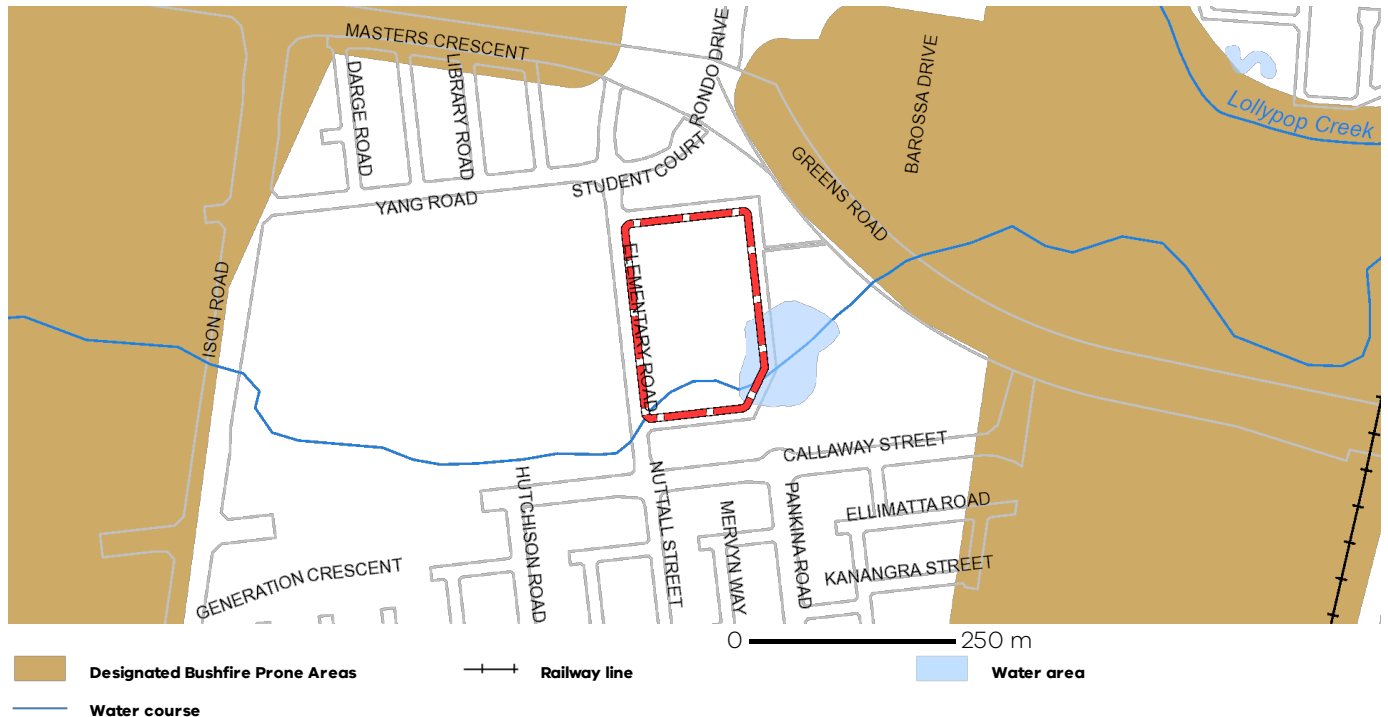 MASTERS CRESCENT
RONDO DRIVE
BAROSSA DRIVE
DARGE ROAD
LIBRARY ROAD
Lollypop Creek
STUDENT COURT
GREENS ROAD
YANG ROAD
ISON ROAD
ELEMENTARY ROAD
CALLAWAY STREET
HUTCHISON ROAD
NUTTALL STREET
MERVYN WAY
PANKINA ROAD
ELLIMATTA ROAD
GENERATION CRESCENT
KANANGRA STREET
0 250 m
Designated Bushfire Prone Areas
Railway line
Water area
Water course